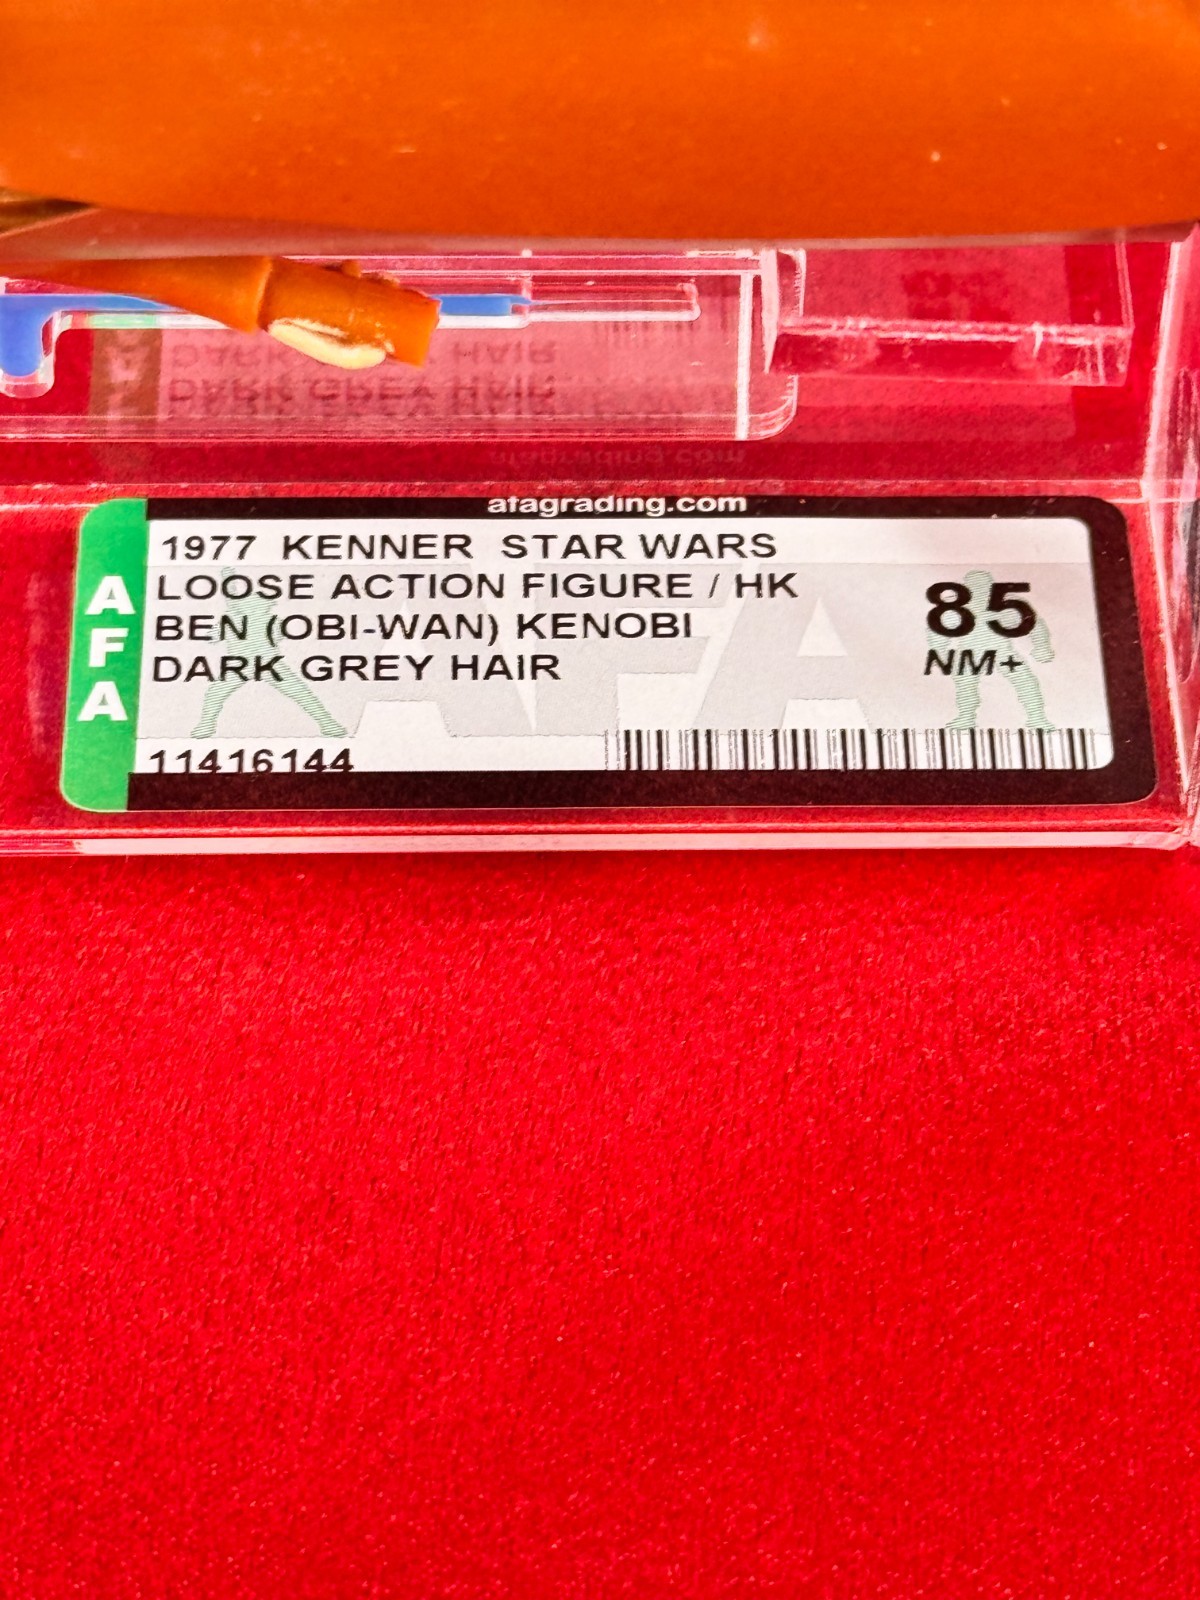 atagrading.com
1977 KENNER STAR WARS
LOOSE ACTION FIGURE / HK
BEN (OBI-WAN) KENOBI
DARK GREY HAIR
85
NM+
AFA
11416144